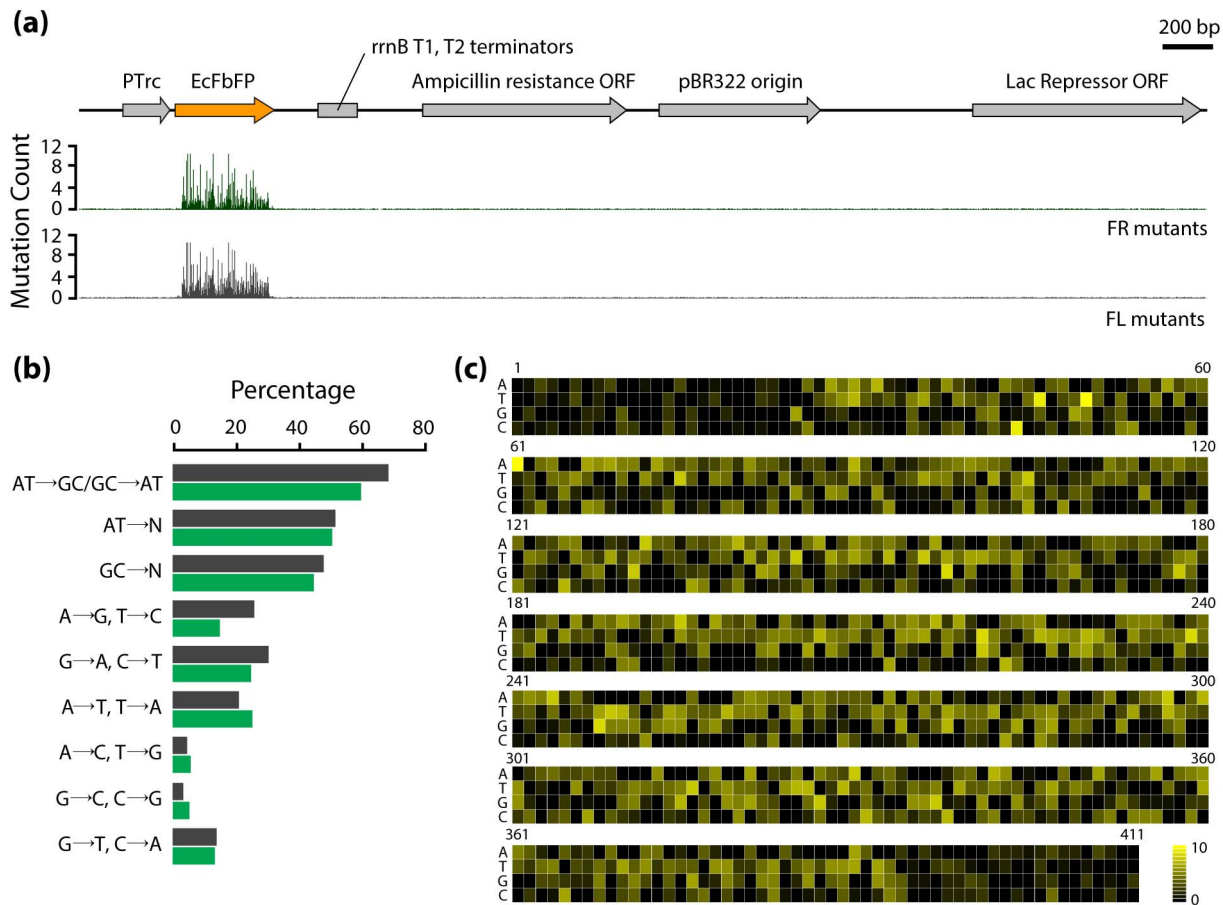 (a)
200 bp
rrnB T1, T2 terminators
PTrc
EcFbFP
Ampicillin resistance ORF
pBR322 origin
Lac Repressor ORF
Mutation Count
12
8
4
0
FR mutants
12
8
4
0
FL mutants
(b)
Percentage
0 20 40 60 80
AT→GC/GC→AT
AT→N
GC→N
A→G, T→C
G→A, C→T
A→T, T→A
A→C, T→G
G→C, C→G
G→T, C→A
(c)
1 60
A
T
G
C
61 120
A
T
G
C
121 180
A
T
G
C
181 240
A
T
G
C
241 300
A
T
G
C
301 360
A
T
G
C
361 411
A
T
G
C
10
0